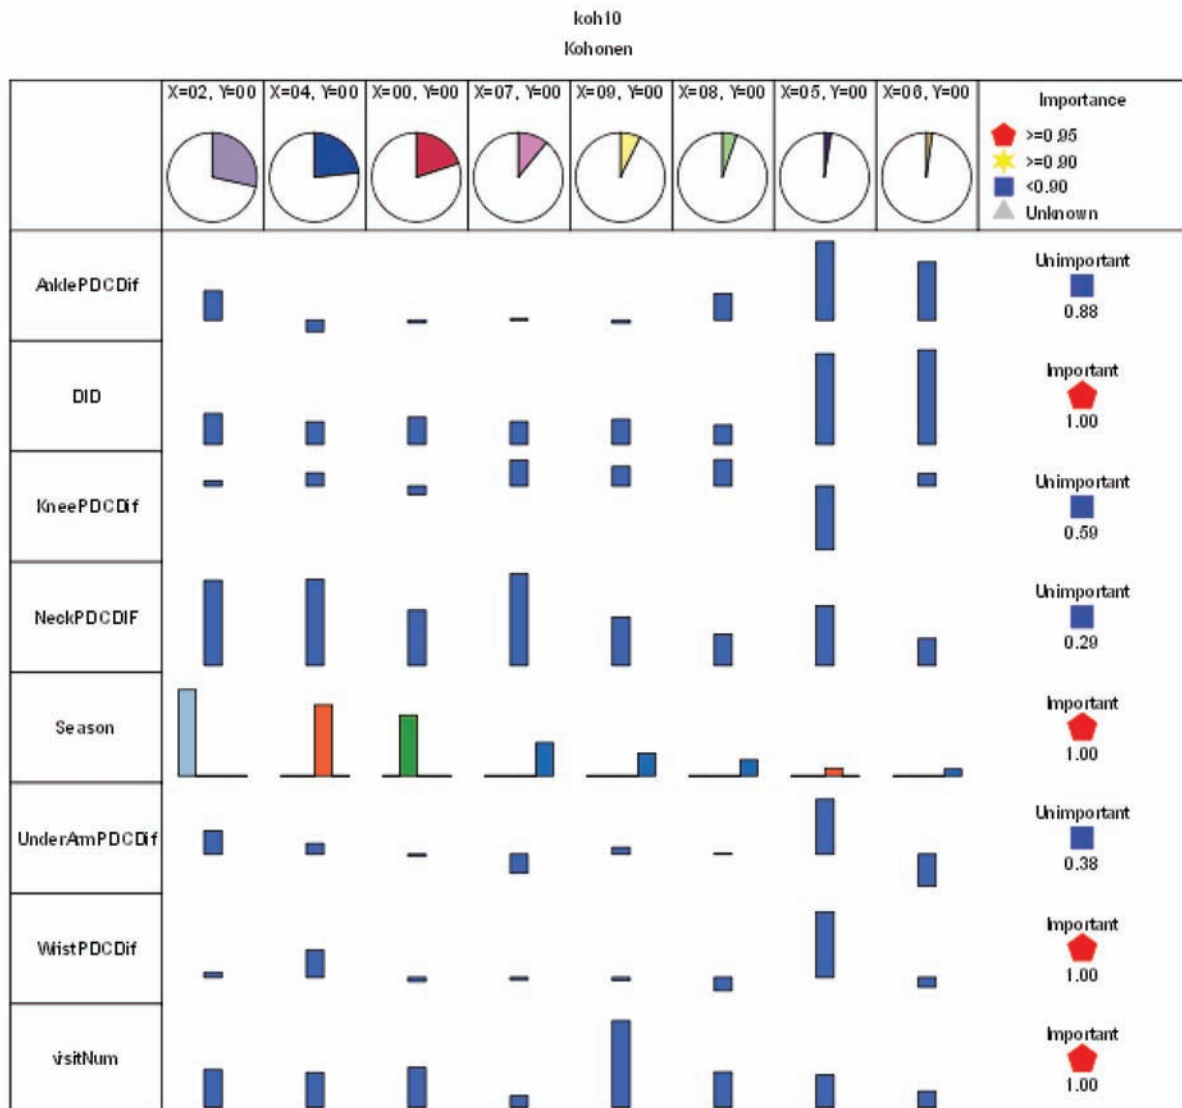 koh10
Kohonen
X=02, Y=00 X=04, Y=00 X=00, Y=00 X=07, Y=00 X=09, Y=00 X=08, Y=00 X=05, Y=00 X=06, Y=00
Importance
>=0.95
>=0.90
<0.90
Unknown
AnklePDCDif
Unimportant
0.88
DID
Important
1.00
KneePDCDif
Unimportant
0.59
NeckPDCDIF
Unimportant
0.29
Season
Important
1.00
UnderArmPDCDif
Unimportant
0.38
WristPDCDif
Important
1.00
visitNum
Important
1.00